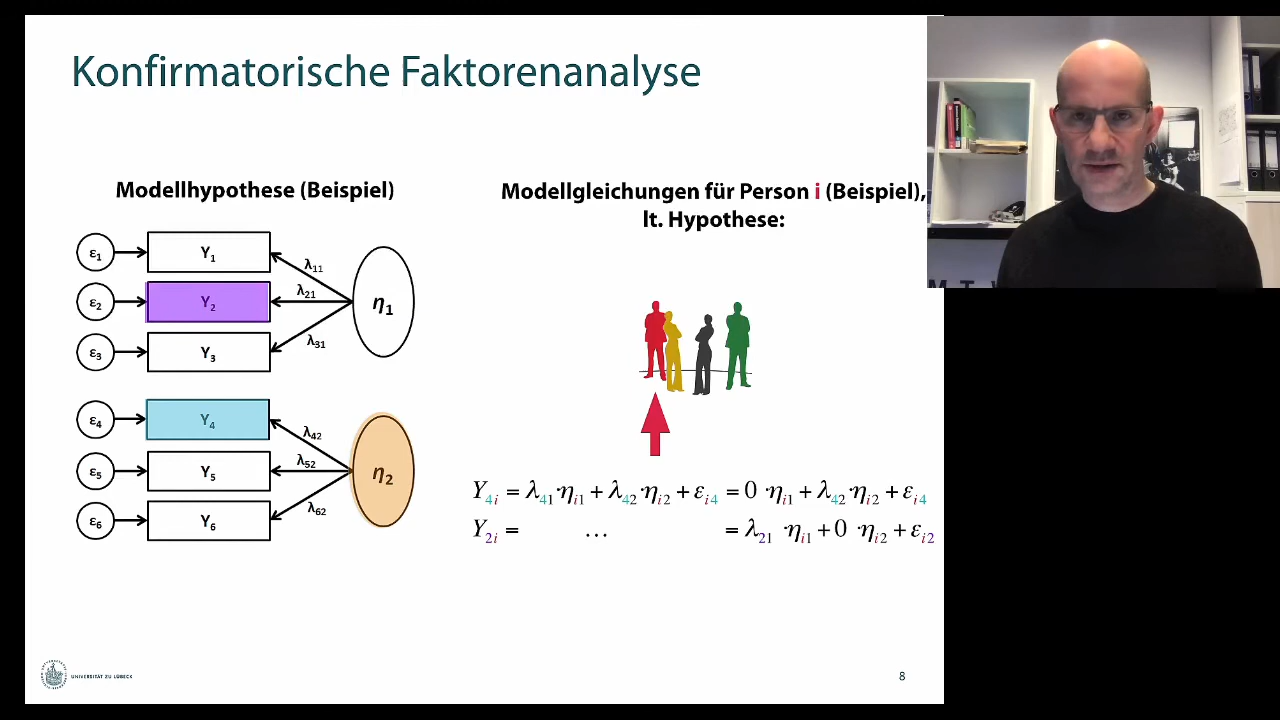 Konfirmatorische Faktorenanalyse
Modellhypothese (Beispiel)
ε1 Y1 λ11
ε2 Y2 λ21 η1
ε3 Y3 λ31
ε4 Y4 λ42
ε5 Y5 λ52 η2
ε6 Y6 λ62
Modellgleichungen für Person i (Beispiel),
lt. Hypothese:
Y4i = λ41·ηi1 + λ42·ηi2 + εi4 = 0 ·ηi1 + λ42·ηi2 + εi4
Y2i = … = λ21 ·ηi1 + 0 ·ηi2 + εi2
UNIVERSITÄT ZU LÜBECK
8
M T V